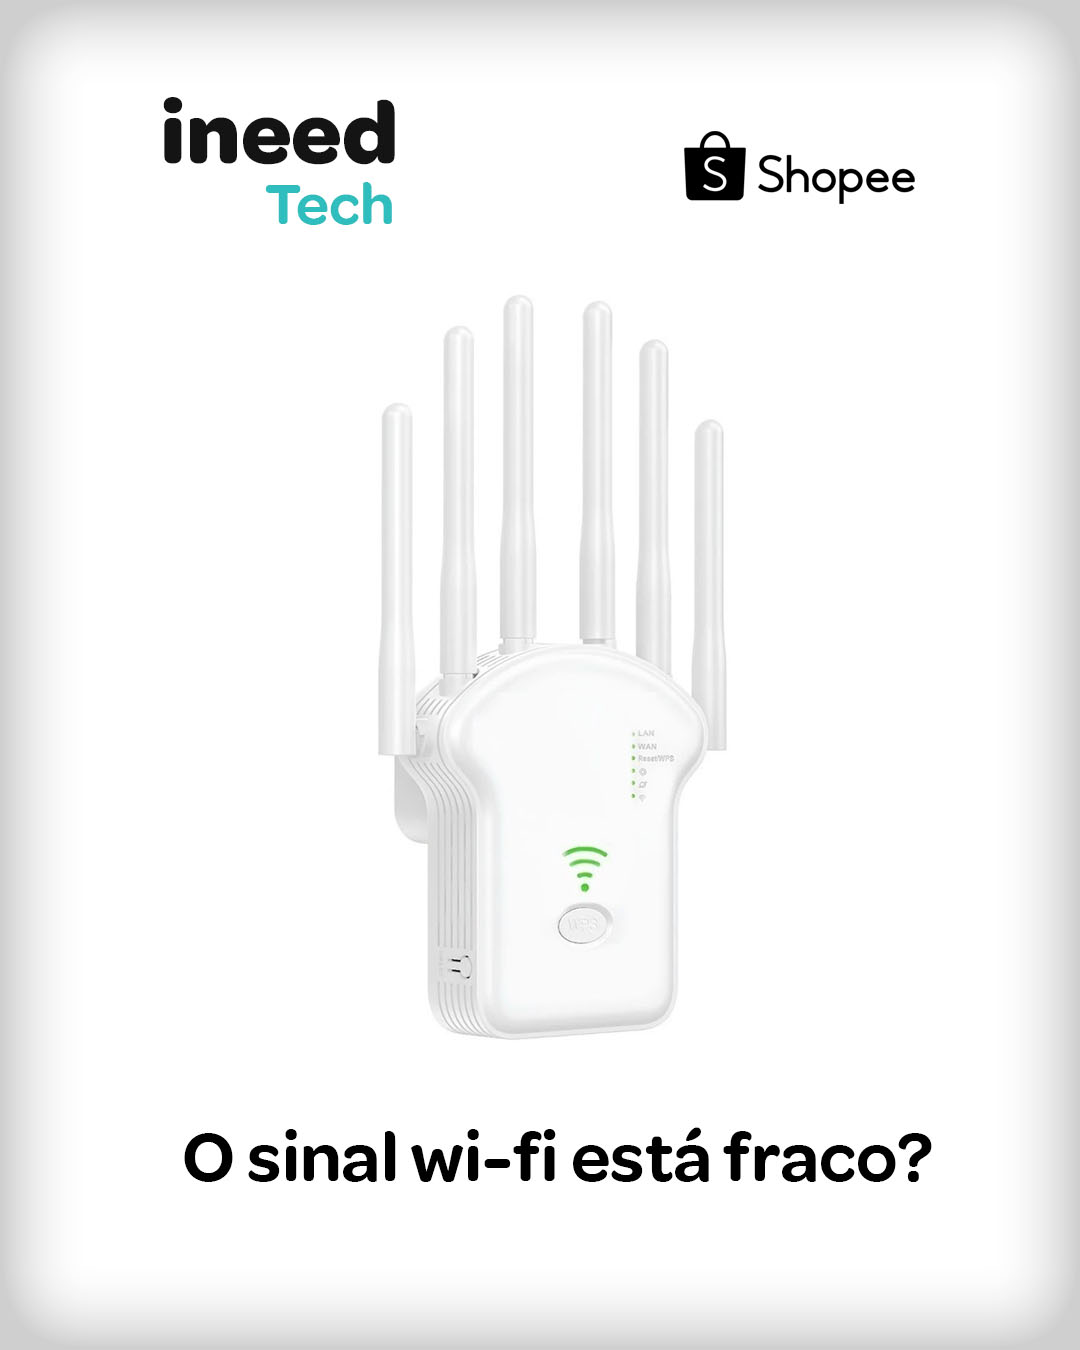 ineed
Tech
S Shopee
LAN
WAN
Reset/WPS
WPS
O sinal wi-fi está fraco?